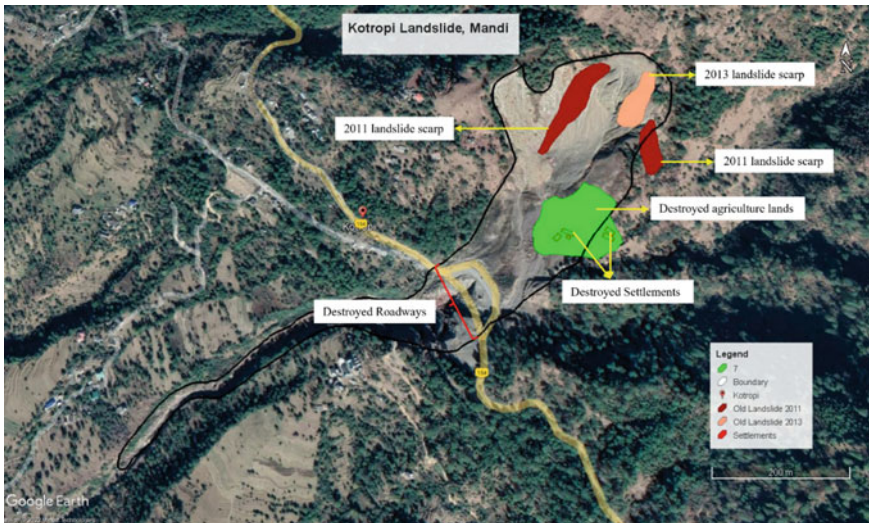 Kotropi Landslide, Mandi
N
2013 landslide scarp
2011 landslide scarp
2011 landslide scarp
Destroyed agriculture lands
154
Destroyed Settlements
Destroyed Roadways
154
Legend
7
Boundary
Kotropi
Old Landslide 2011
Old Landslide 2013
Settlements
200 m
Google Earth